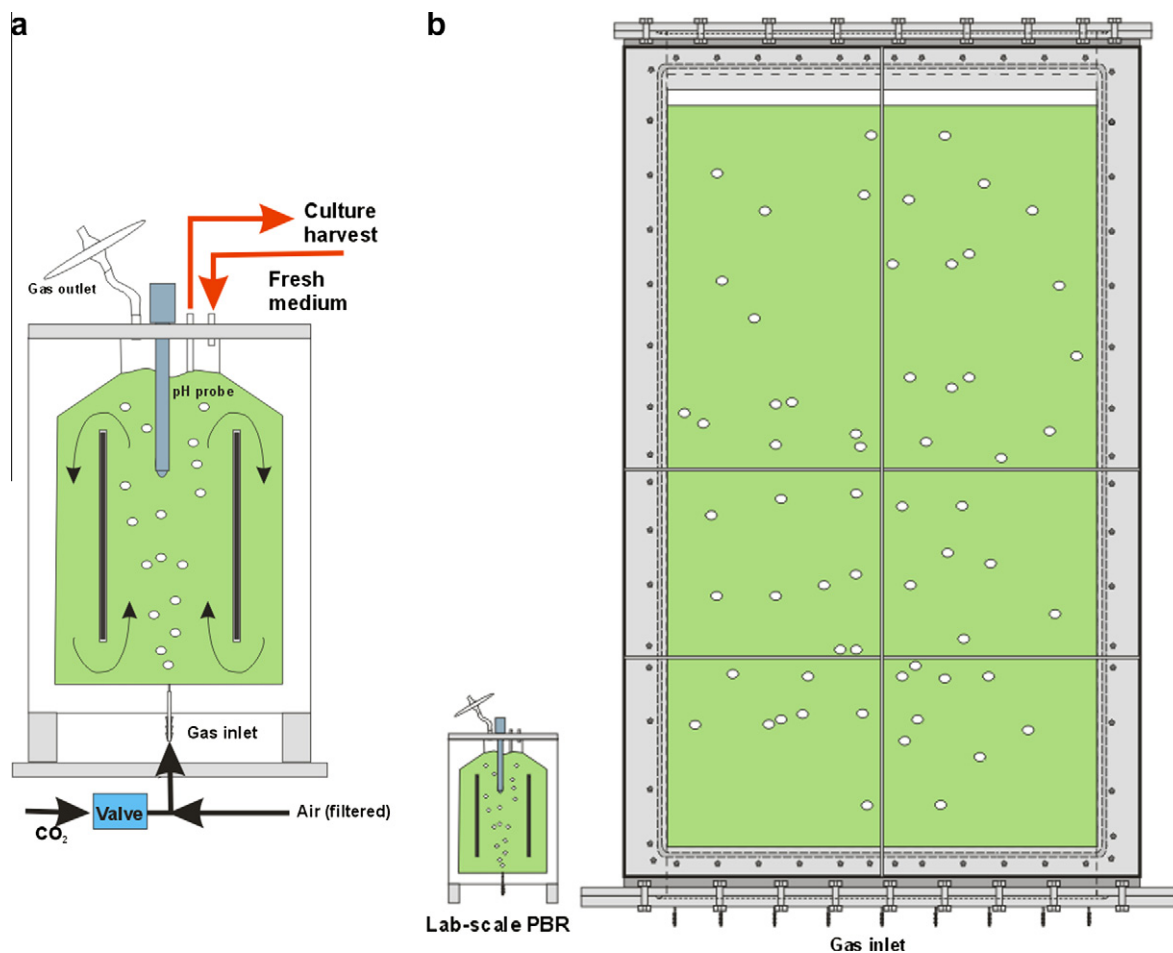 a
b
Culture
harvest
Fresh
medium
Gas outlet
pH probe
Gas inlet
Valve
Air (filtered)
CO₂
Lab-scale PBR
Gas inlet